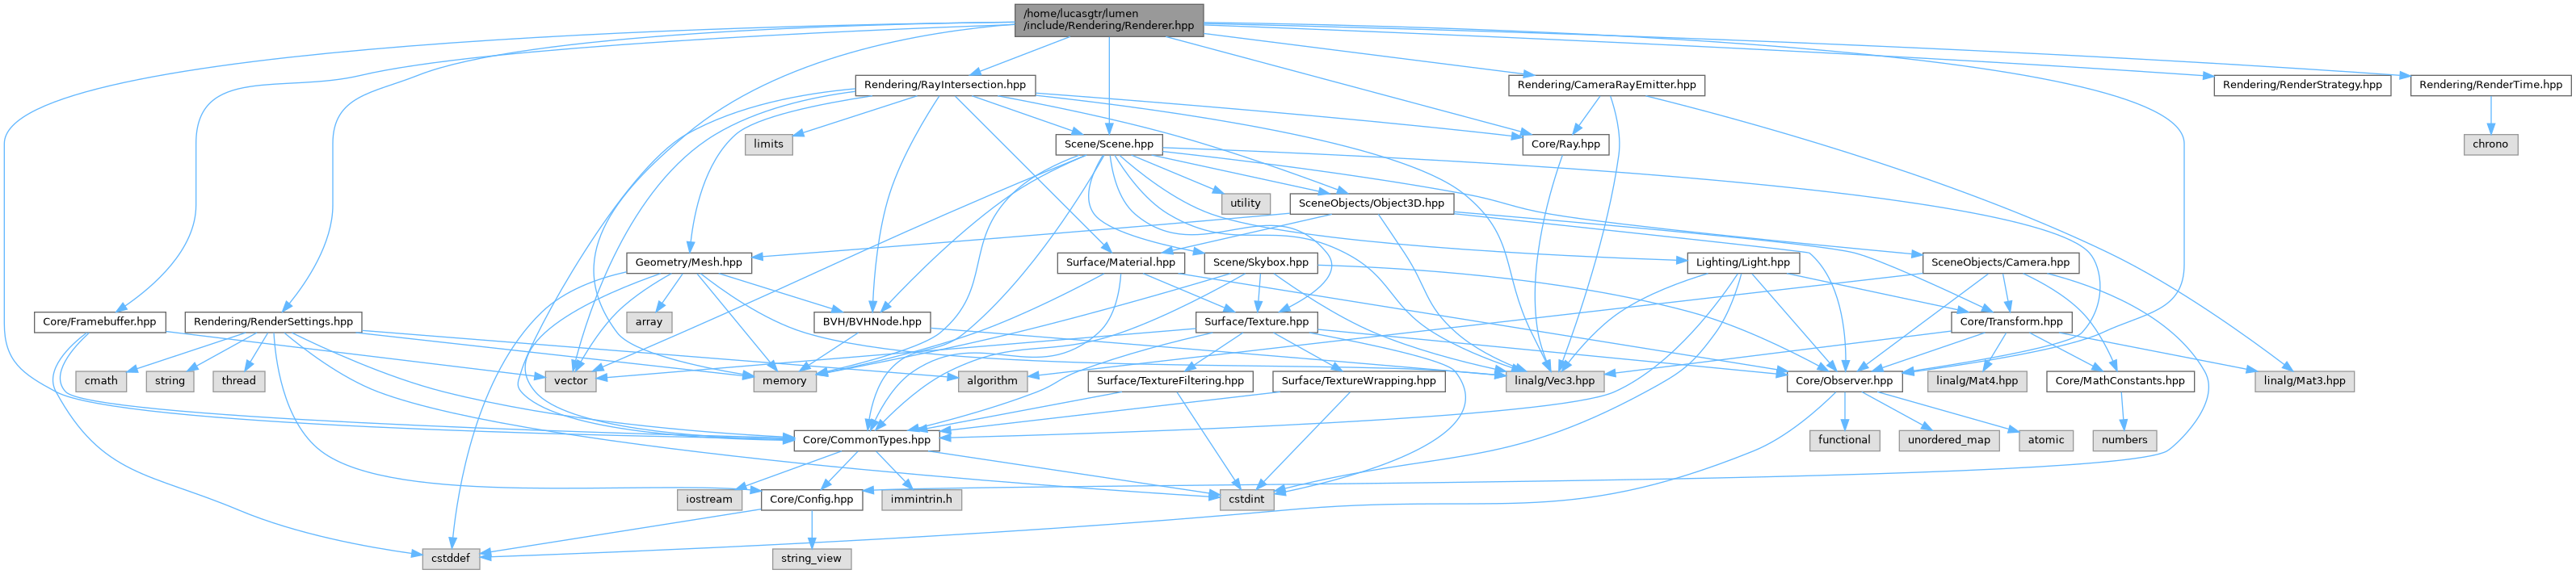 /home/lucasgtr/lumen
/include/Rendering/Renderer.hpp
Rendering/RayIntersection.hpp
Rendering/CameraRayEmitter.hpp
Rendering/RenderStrategy.hpp
Rendering/RenderTime.hpp
limits
Scene/Scene.hpp
Core/Ray.hpp
chrono
utility
SceneObjects/Object3D.hpp
Geometry/Mesh.hpp
Surface/Material.hpp
Scene/Skybox.hpp
Lighting/Light.hpp
SceneObjects/Camera.hpp
Core/Framebuffer.hpp
Rendering/RenderSettings.hpp
array
BVH/BVHNode.hpp
Surface/Texture.hpp
Core/Transform.hpp
cmath
string
thread
vector
memory
algorithm
Surface/TextureFiltering.hpp
Surface/TextureWrapping.hpp
linalg/Vec3.hpp
Core/Observer.hpp
linalg/Mat4.hpp
Core/MathConstants.hpp
linalg/Mat3.hpp
Core/CommonTypes.hpp
functional
unordered_map
atomic
numbers
iostream
Core/Config.hpp
immintrin.h
cstdint
cstddef
string_view